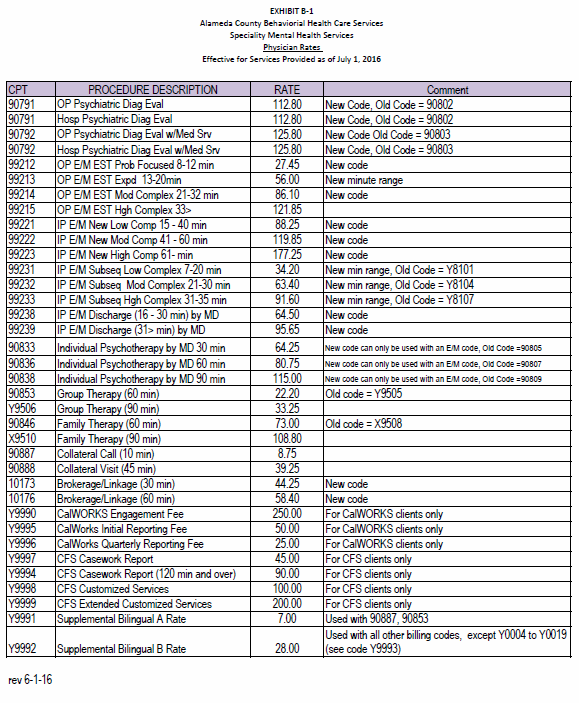 EXHIBIT B-1
Alameda County Behaviorial Health Care Services
Speciality Mental Health Services
Physician Rates
Effective for Services Provided as of July 1, 2016
CPT PROCEDURE DESCRIPTION RATE Comment
90791 OP Psychiatric Diag Eval 112.80 New Code, Old Code = 90802
90791 Hosp Psychiatric Diag Eval 112.80 New Code, Old Code = 90802
90792 OP Psychiatric Diag Eval w/Med Srv 125.80 New Code Old Code = 90803
90792 Hosp Psychiatric Diag Eval w/Med Srv 125.80 New Code, Old Code = 90803
99212 OP E/M EST Prob Focused 8-12 min 27.45 New code
99213 OP E/M EST Expd 13-20min 56.00 New minute range
99214 OP E/M EST Mod Complex 21-32 min 86.10 New code
99215 OP E/M EST Hgh Complex 33> 121.85
99221 IP E/M New Low Comp 15 - 40 min 88.25 New code
99222 IP E/M New Mod Comp 41 - 60 min 119.85 New code
99223 IP E/M New High Comp 61- min 177.25 New code
99231 IP E/M Subseq Low Complex 7-20 min 34.20 New min range, Old Code = Y8101
99232 IP E/M Subseq Mod Complex 21-30 min 63.40 New min range, Old Code = Y8104
99233 IP E/M Subseq Hgh Complex 31-35 min 91.60 New min range, Old Code = Y8107
99238 IP E/M Discharge (16 - 30 min) by MD 64.50 New code
99239 IP E/M Discharge (31> min) by MD 95.65 New code
90833 Individual Psychotherapy by MD 30 min 64.25 New code can only be used with an E/M code, Old Code =90805
90836 Individual Psychotherapy by MD 60 min 80.75 New code can only be used with an E/M code, Old Code =90807
90838 Individual Psychotherapy by MD 90 min 115.00 New code can only be used with an E/M code, Old Code =90809
90853 Group Therapy (60 min) 22.20 Old code = Y9505
Y9506 Group Therapy (90 min) 33.25
90846 Family Therapy (60 min) 73.00 Old code = X9508
X9510 Family Therapy (90 min) 108.80
90887 Collateral Call (10 min) 8.75
90888 Collateral Visit (45 min) 39.25
10173 Brokerage/Linkage (30 min) 44.25 New code
10176 Brokerage/Linkage (60 min) 58.40 New code
Y9990 CalWORKS Engagement Fee 250.00 For CalWORKS clients only
Y9995 CalWorks Initial Reporting Fee 50.00 For CalWORKS clients only
Y9996 CalWorks Quarterly Reporting Fee 25.00 For CalWORKS clients only
Y9997 CFS Casework Report 45.00 For CFS clients only
Y9994 CFS Casework Report (120 min and over) 90.00 For CFS clients only
Y9998 CFS Customized Services 100.00 For CFS clients only
Y9999 CFS Extended Customized Services 200.00 For CFS clients only
Y9991 Supplemental Bilingual A Rate 7.00 Used with 90887, 90853
Used with all other billing codes, except Y0004 to Y0019
Y9992 Supplemental Bilingual B Rate 28.00 (see code Y9993)
rev 6-1-16